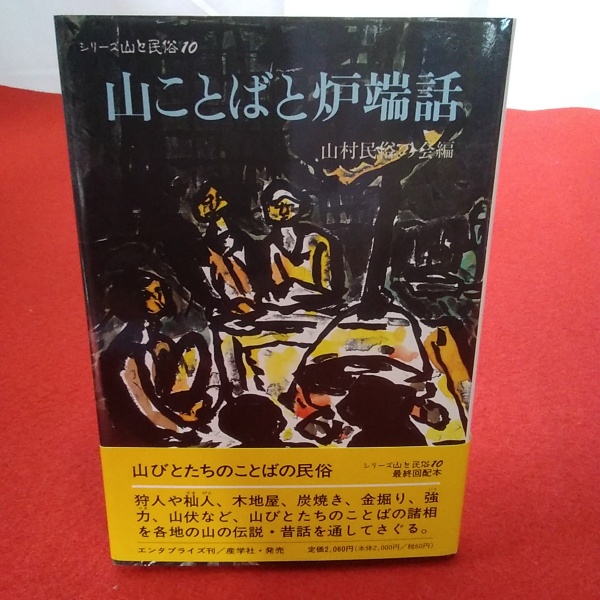 シリーズ山と民俗10
山ことばと炉端話
山村民俗の会編
山びとたちのことばの民俗
シリーズ山と民俗10
最終回配本
狩人や杣人、木地屋、炭焼き、金掘り、強
力、山伏など、山びとたちのことばの諸相
を各地の山の伝説・昔話を通してさぐる。
エンタプライズ刊／産学社・発売
定価2,060円(本体2,000円／税60円)